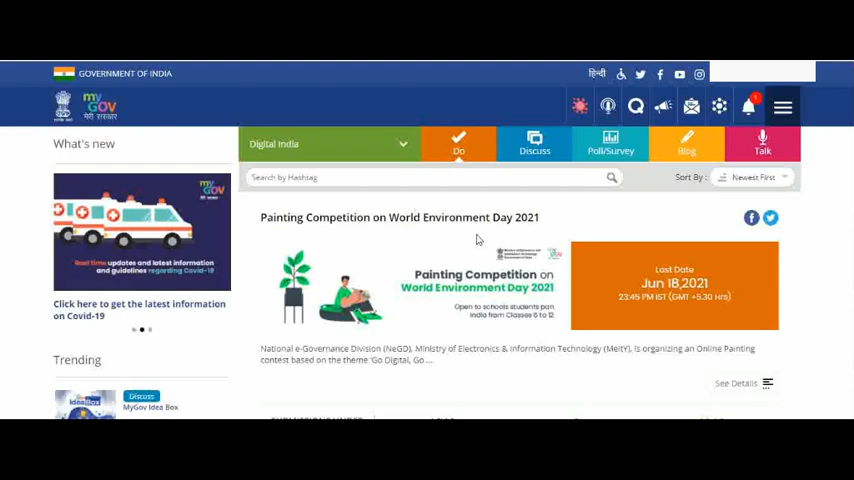 GOVERNMENT OF INDIA
हिन्दी
my
GOV
मेरी सरकार
1
What's new
Digital India
Do
Discuss
Poll/Survey
Blog
Talk
Search by Hashtag
Sort By :
Newest First
my
GOV
Real time updates and latest information
and guidelines regarding Covid-19
Click here to get the latest information
on Covid-19
Trending
Discuss
MyGov Idea Box
Painting Competition on World Environment Day 2021
Painting Competition on
World Environment Day 2021
Open to schools students pan
India from Classes 6 to 12
Last Date
Jun 18,2021
23:45 PM IST (GMT +5.30 Hrs)
National e-Governance Division (NeGD), Ministry of Electronics & Information Technology (MeitY), is organizing an Online Painting
contest based on the theme 'Go Digital, Go ...
See Details